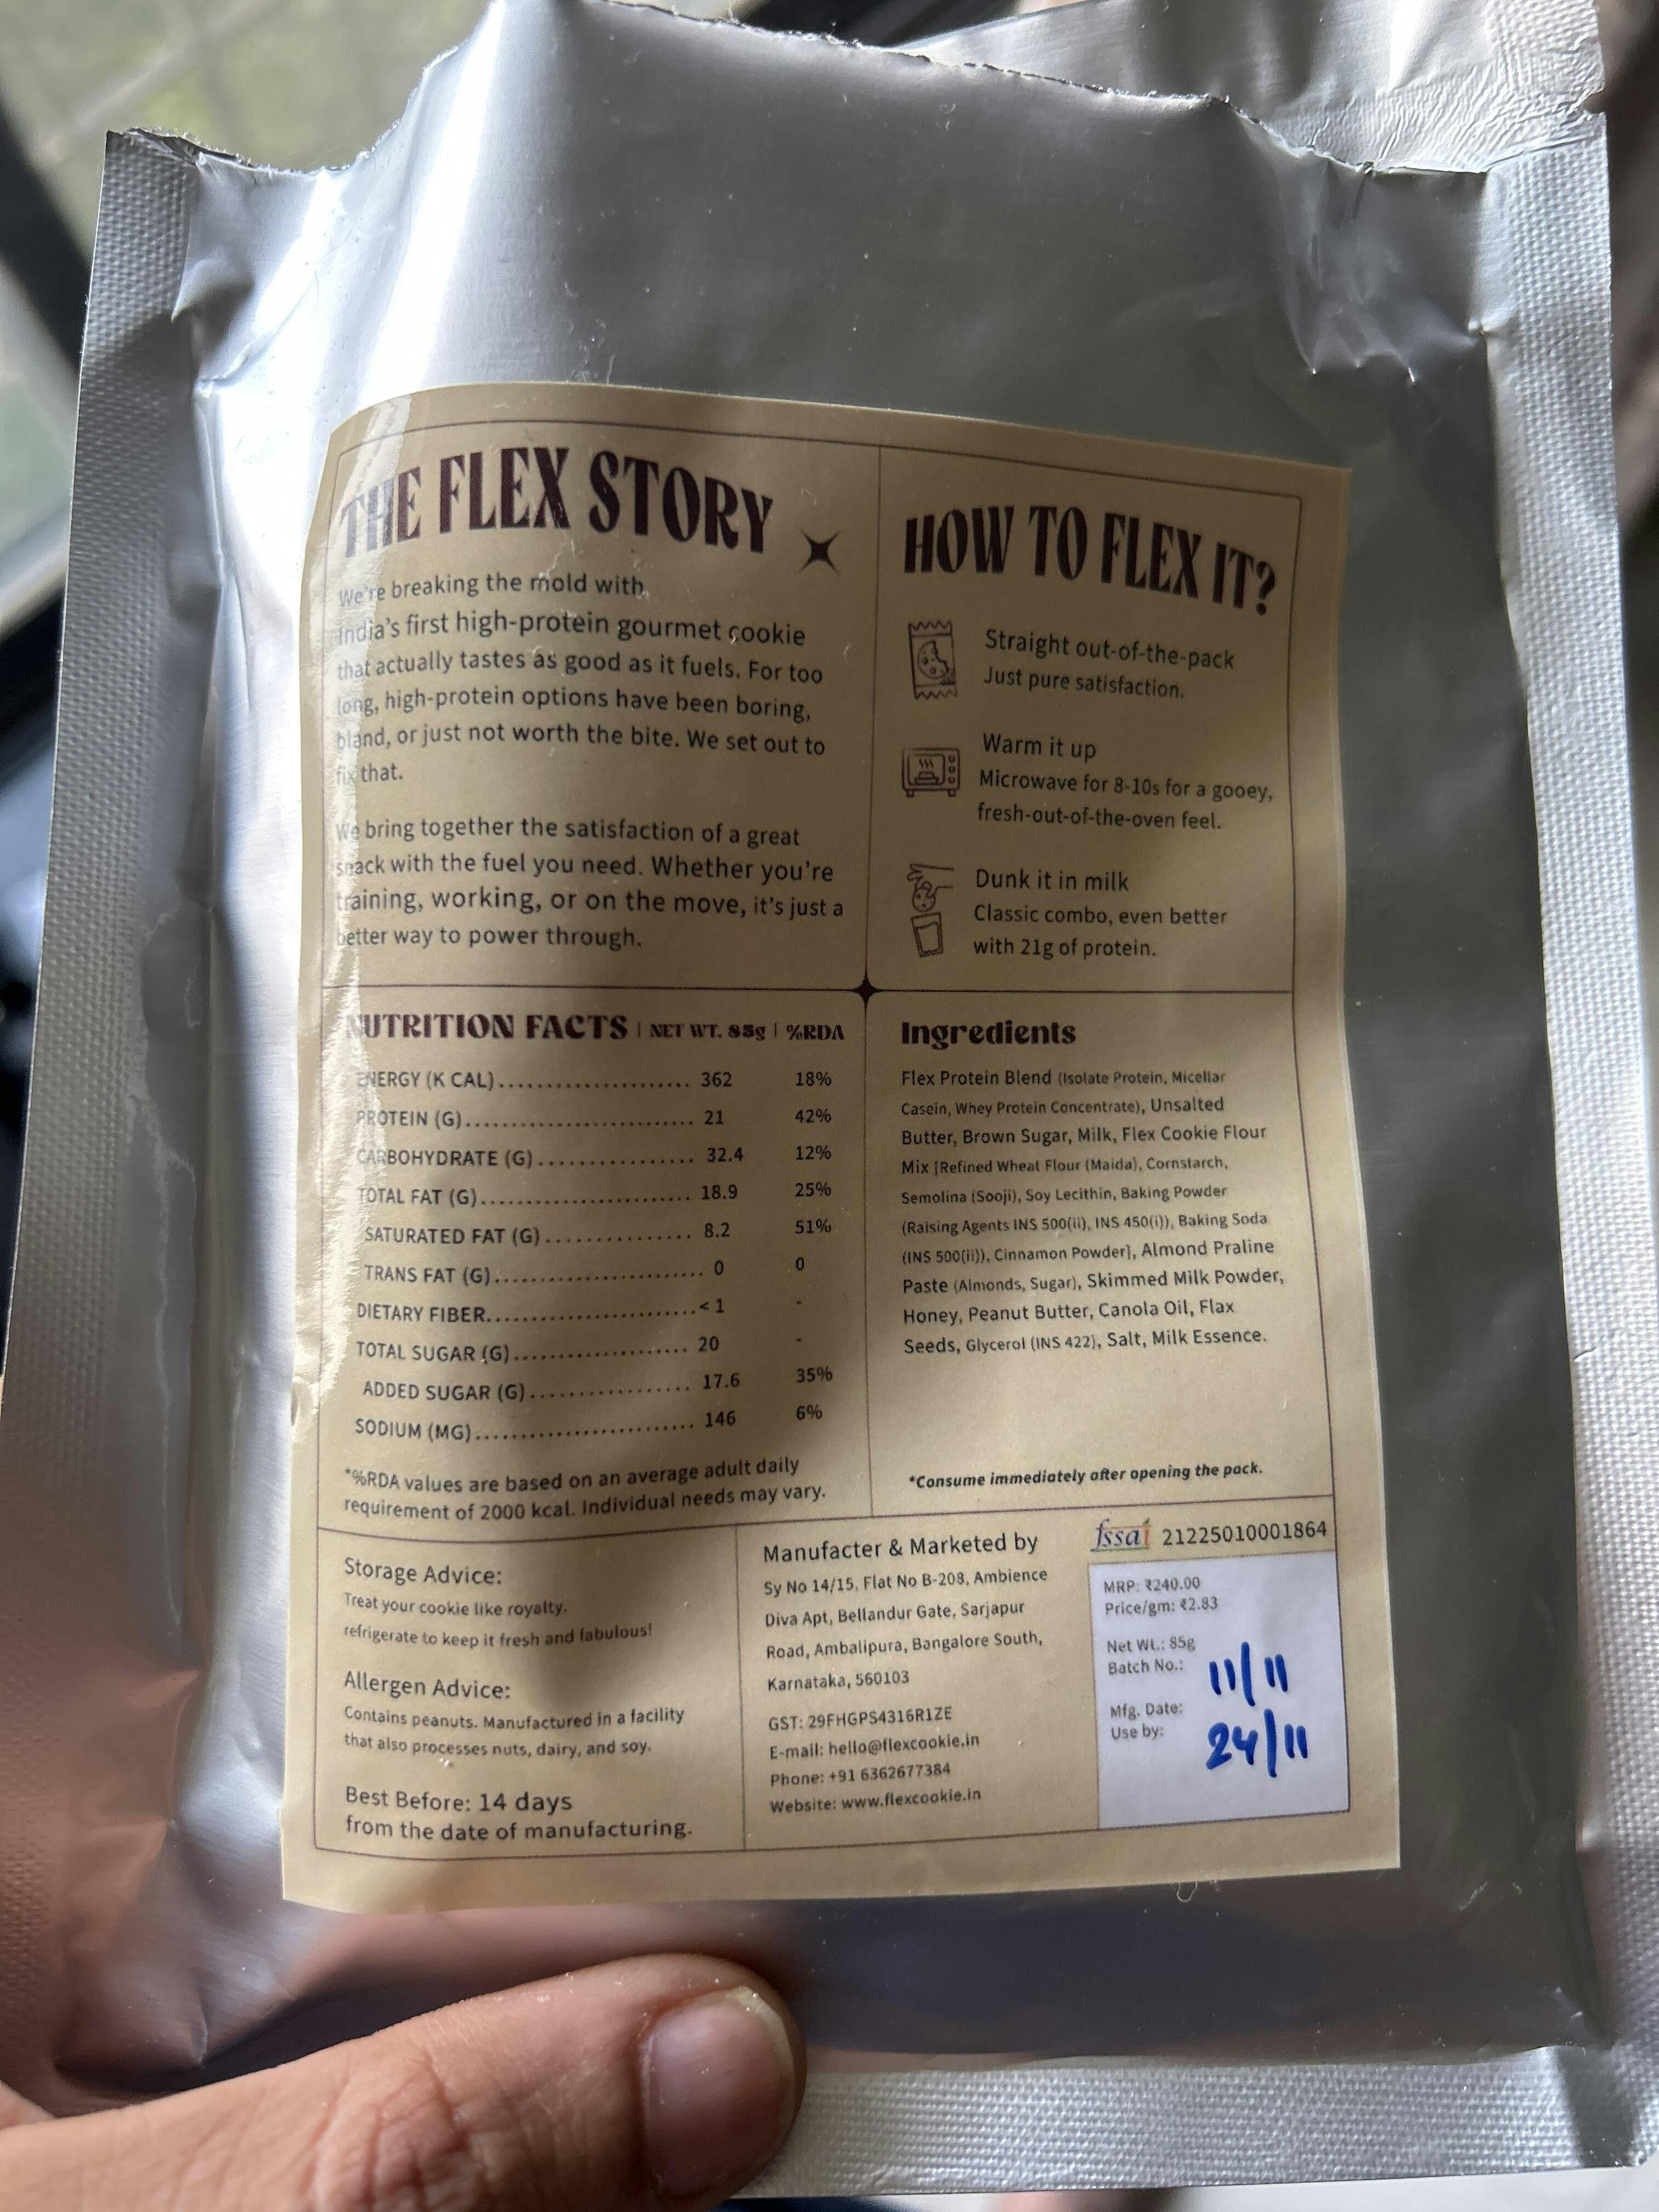 THE FLEX STORY
We're breaking the mold with
India's first high-protein gourmet cookie
that actually tastes as good as it fuels. For too
long, high-protein options have been boring,
bland, or just not worth the bite. We set out to
fix that.
We bring together the satisfaction of a great
snack with the fuel you need. Whether you're
training, working, or on the move, it's just a
better way to power through.
HOW TO FLEX IT?
Straight out-of-the-pack
Just pure satisfaction.
Warm it up
Microwave for 8-10s for a gooey,
fresh-out-of-the-oven feel.
Dunk it in milk
Classic combo, even better
with 21g of protein.
NUTRITION FACTS | NET WT. 85g | %RDA
ENERGY (K CAL)..................... 362 18%
PROTEIN (G)......................... 21 42%
CARBOHYDRATE (G)................ 32.4 12%
TOTAL FAT (G)....................... 18.9 25%
SATURATED FAT (G)................ 8.2 51%
TRANS FAT (G)....................... 0 0
DIETARY FIBER.......................< 1 -
TOTAL SUGAR (G)................... 20 -
ADDED SUGAR (G)................. 17.6 35%
SODIUM (MG)........................ 146 6%
*%RDA values are based on an average adult daily
requirement of 2000 kcal. Individual needs may vary.
Ingredients
Flex Protein Blend (Isolate Protein, Micellar
Casein, Whey Protein Concentrate), Unsalted
Butter, Brown Sugar, Milk, Flex Cookie Flour
Mix [Refined Wheat Flour (Maida), Cornstarch,
Semolina (Sooji), Soy Lecithin, Baking Powder
(Raising Agents INS 500(ii), INS 450(i)), Baking Soda
(INS 500(ii)), Cinnamon Powder], Almond Praline
Paste (Almonds, Sugar), Skimmed Milk Powder,
Honey, Peanut Butter, Canola Oil, Flax
Seeds, Glycerol (INS 422), Salt, Milk Essence.
*Consume immediately after opening the pack.
Storage Advice:
Treat your cookie like royalty.
refrigerate to keep it fresh and fabulous!
Allergen Advice:
Contains peanuts. Manufactured in a facility
that also processes nuts, dairy, and soy.
Best Before: 14 days
from the date of manufacturing.
Manufacter & Marketed by
Sy No 14/15, Flat No B-208, Ambience
Diva Apt, Bellandur Gate, Sarjapur
Road, Ambalipura, Bangalore South,
Karnataka, 560103
GST: 29FHGPS4316R1ZE
E-mail: hello@flexcookie.in
Phone: +91 6362677384
Website: www.flexcookie.in
fssai 21225010001864
MRP: ₹240.00
Price/gm: ₹2.83
Net Wt.: 85g
Batch No.:
11/11
Mfg. Date:
Use by:
24/11